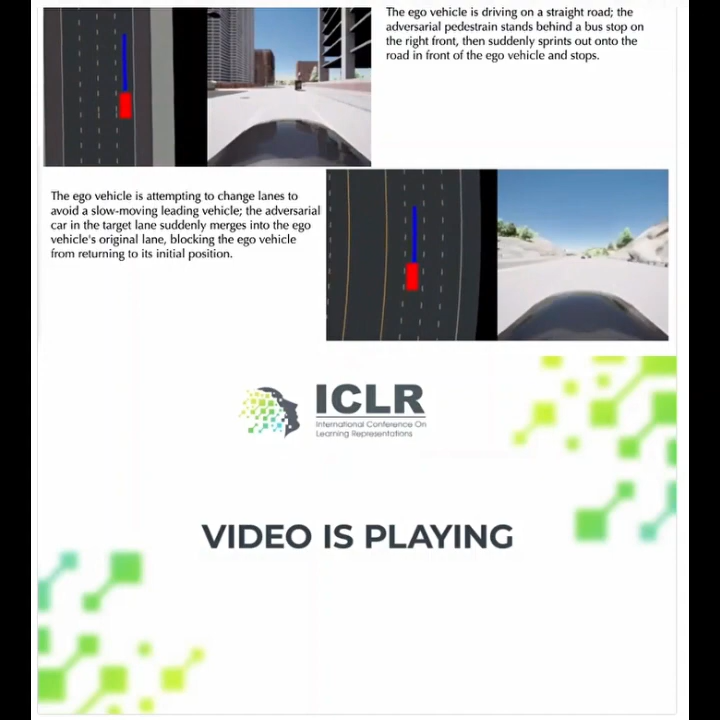 The ego vehicle is driving on a straight road; the
adversarial pedestrain stands behind a bus stop on
the right front, then suddenly sprints out onto the
road in front of the ego vehicle and stops.
The ego vehicle is attempting to change lanes to
avoid a slow-moving leading vehicle; the adversarial
car in the target lane suddenly merges into the ego
vehicle's original lane, blocking the ego vehicle
from returning to its initial position.
ICLR
International Conference On
Learning Representations
VIDEO IS PLAYING